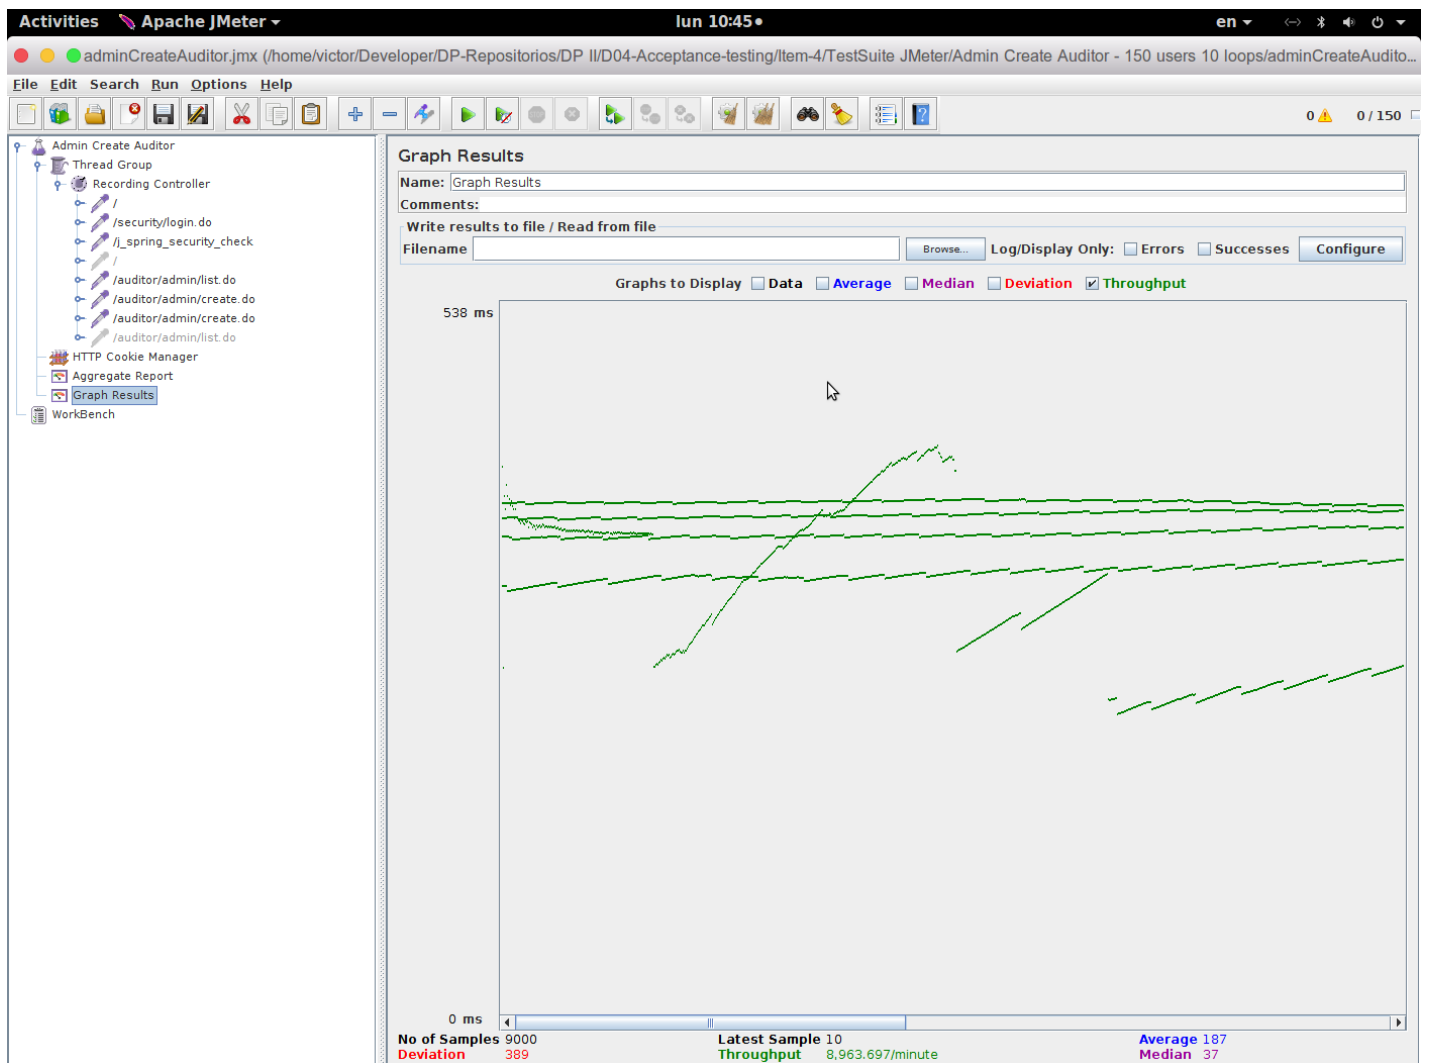 Activities Apache JMeter lun 10:45 en
adminCreateAuditor.jmx (/home/victor/Developer/DP-Repositorios/DP II/D04-Acceptance-testing/Item-4/TestSuite JMeter/Admin Create Auditor - 150 users 10 loops/adminCreateAudito...
File Edit Search Run Options Help
0 0 / 150
Admin Create Auditor
Thread Group
Recording Controller
/
/security/login.do
/j_spring_security_check
/
/auditor/admin/list.do
/auditor/admin/create.do
/auditor/admin/create.do
/auditor/admin/list.do
HTTP Cookie Manager
Aggregate Report
Graph Results
WorkBench
Graph Results
Name: Graph Results
Comments:
Write results to file / Read from file
Filename Browse... Log/Display Only: Errors Successes Configure
Graphs to Display Data Average Median Deviation Throughput
538 ms
0 ms
No of Samples 9000 Latest Sample 10 Average 187
Deviation 389 Throughput 8,963.697/minute Median 37